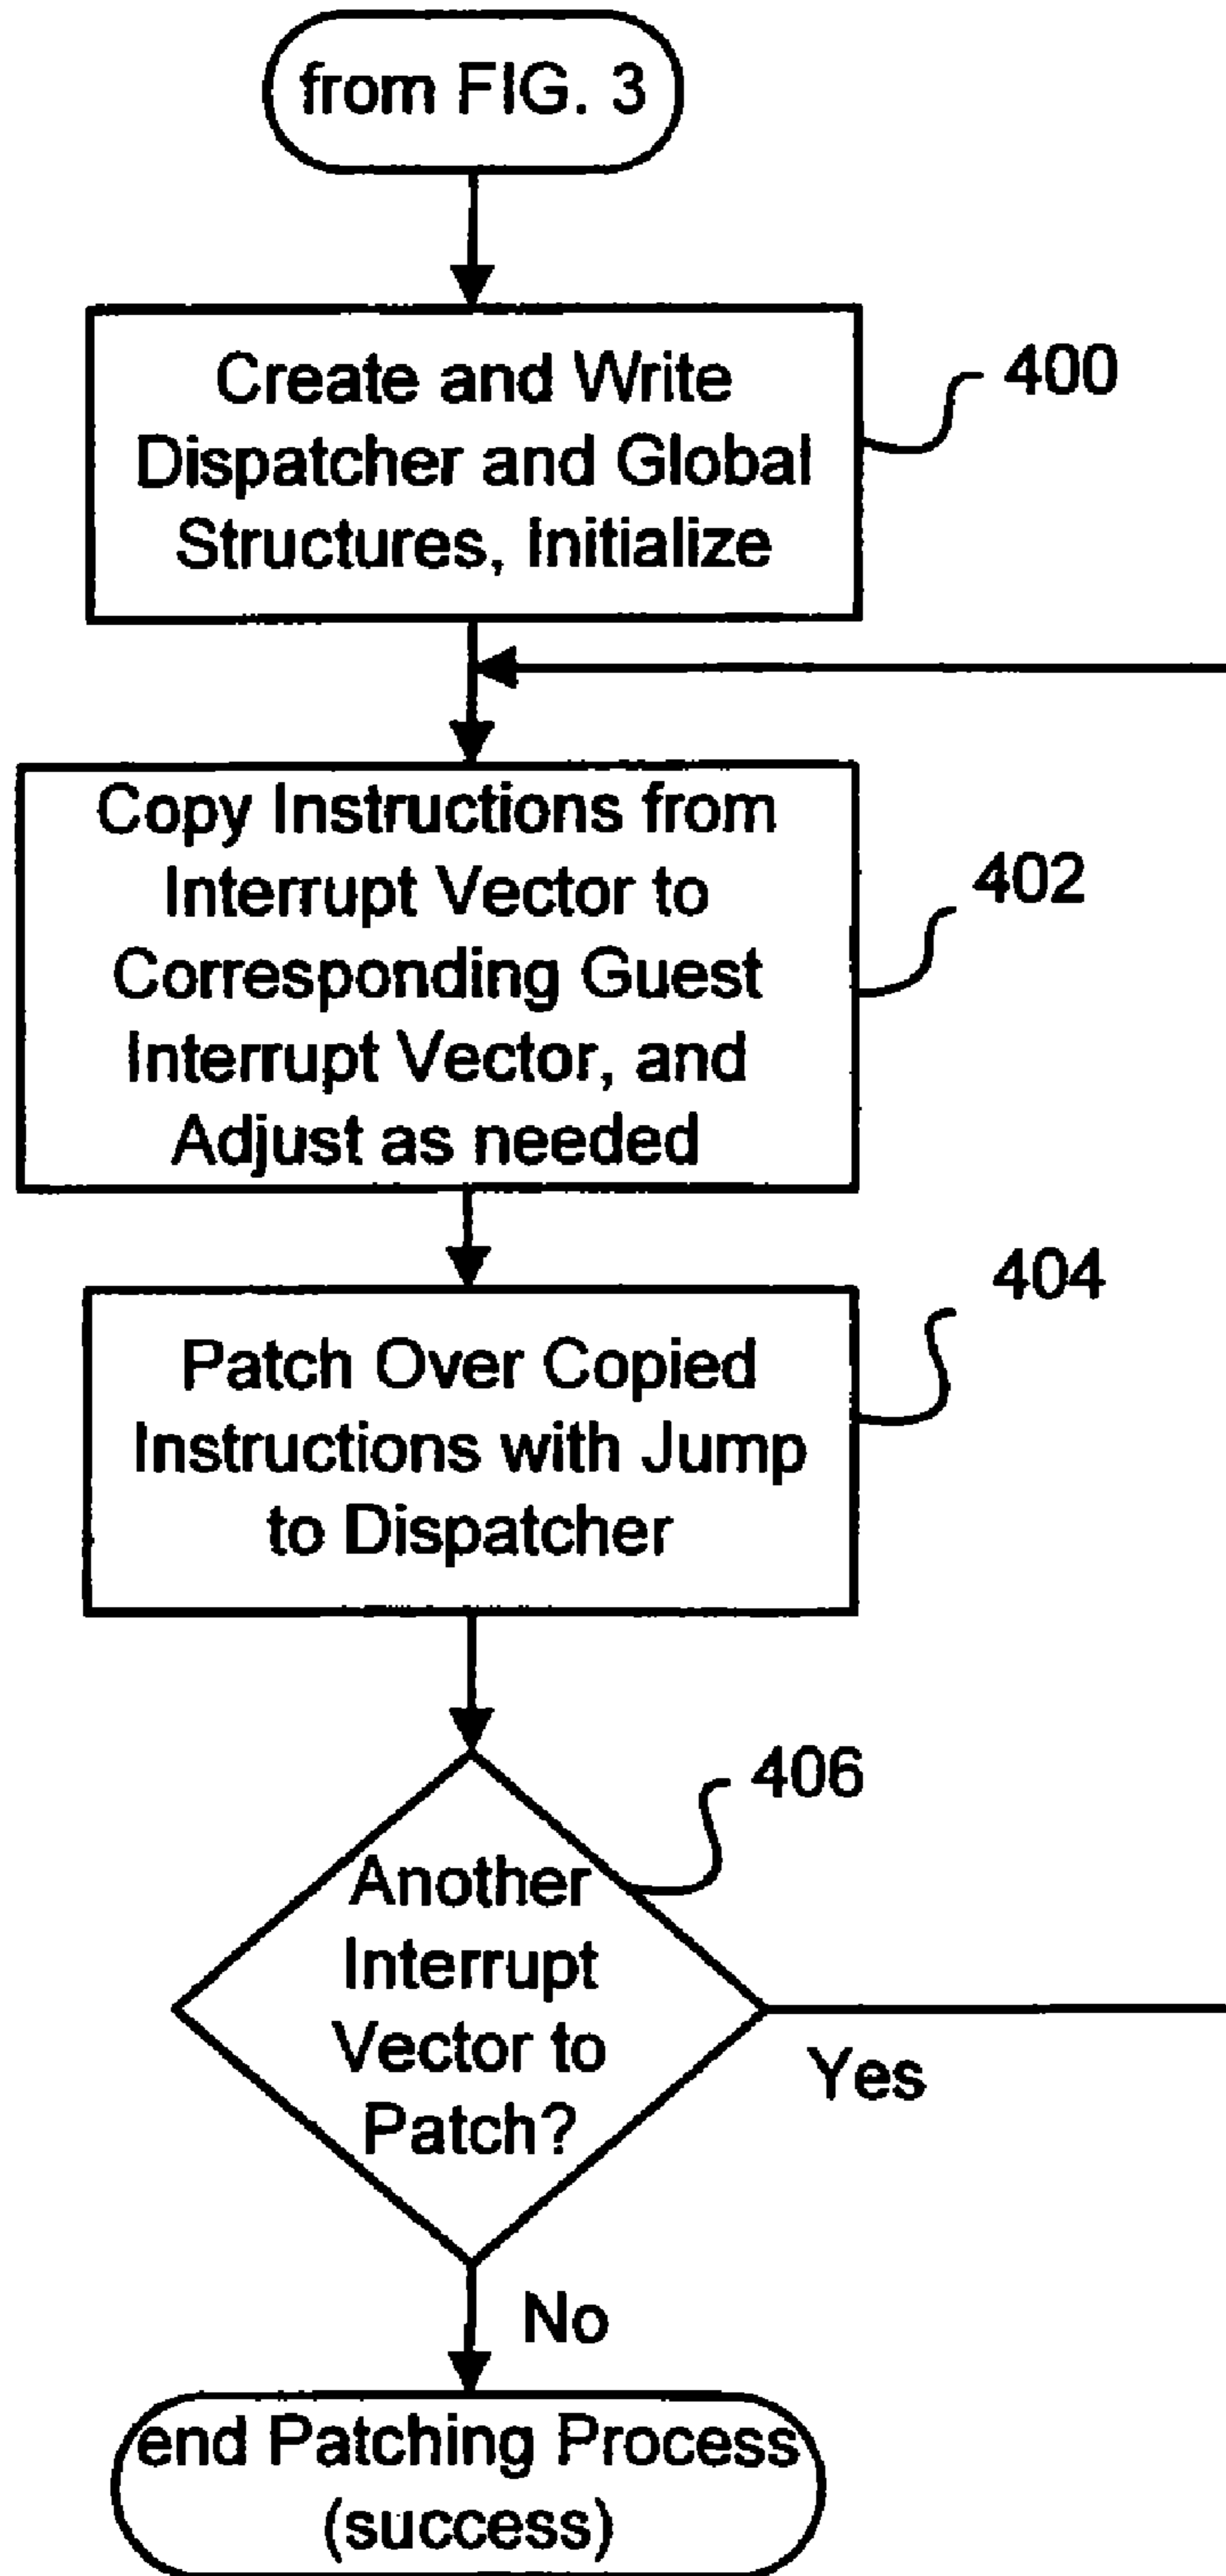 from FIG. 3
Create and Write
Dispatcher and Global
Structures, Initialize
400
Copy Instructions from
Interrupt Vector to
Corresponding Guest
Interrupt Vector, and
Adjust as needed
402
Patch Over Copied
Instructions with Jump
to Dispatcher
404
Another
Interrupt
Vector to
Patch?
406
Yes
No
end Patching Process
(success)